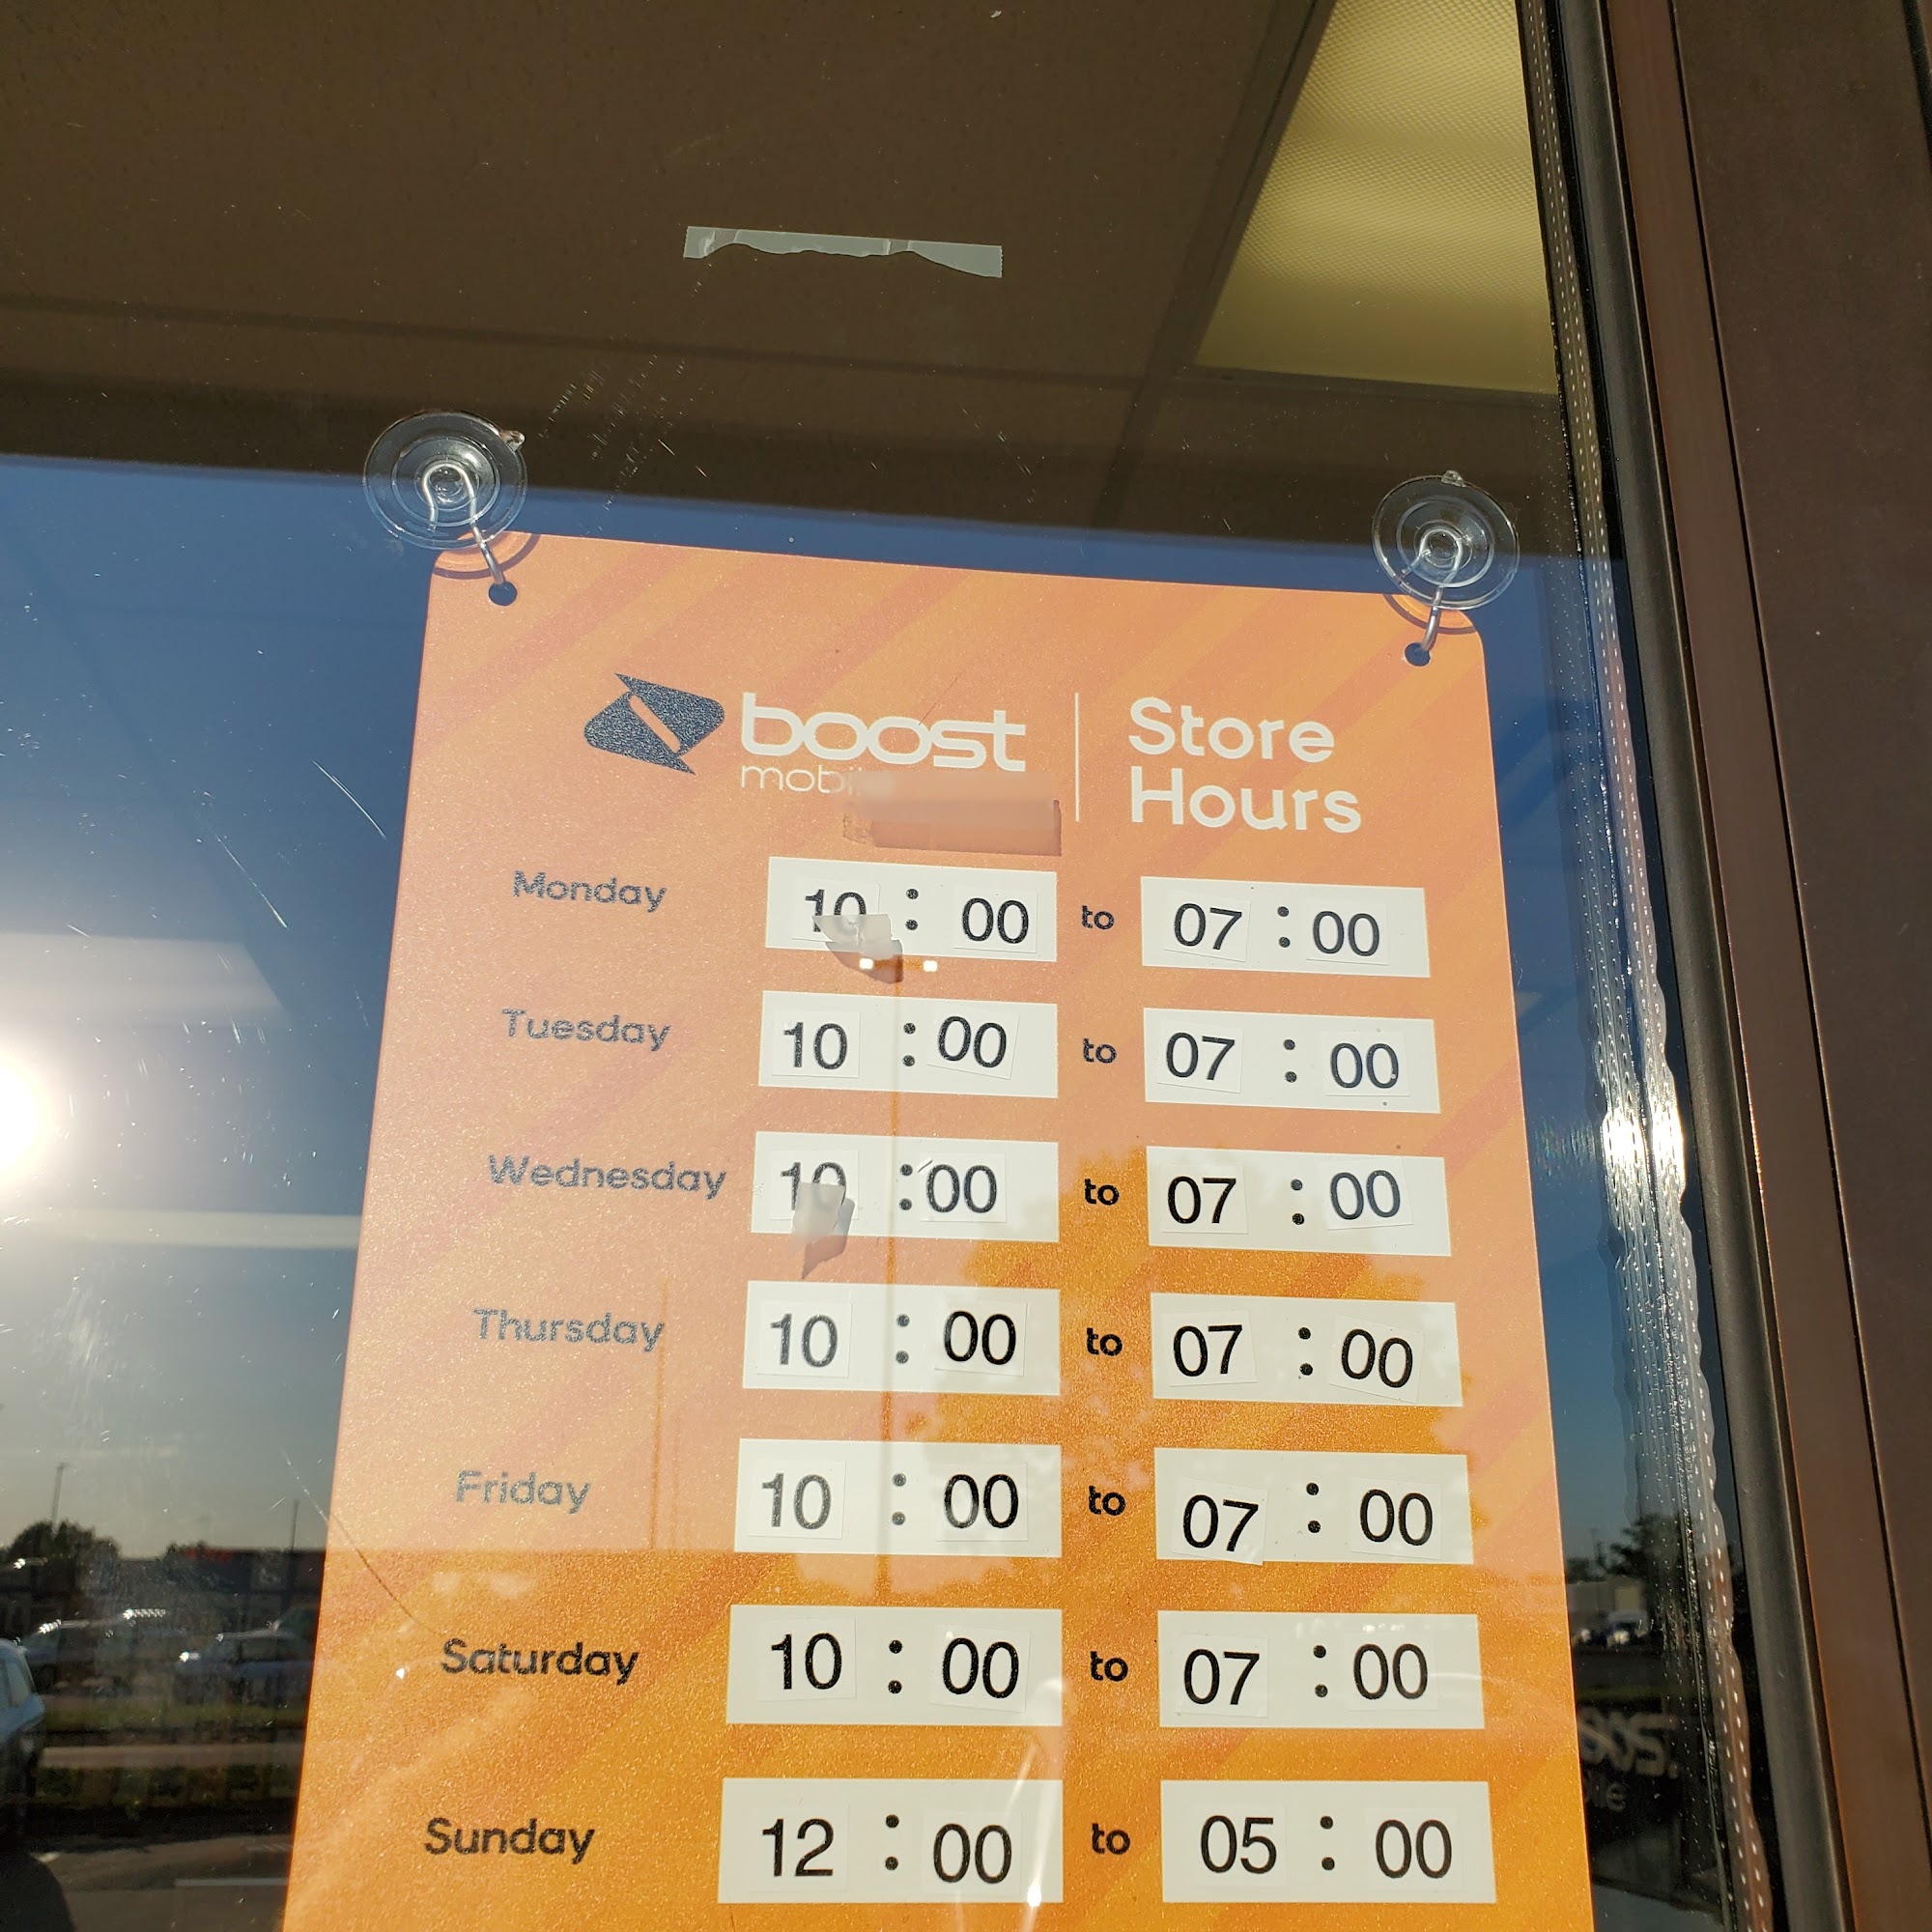 boost
mobile
Store
Hours
Monday 10:00 to 07:00
Tuesday 10:00 to 07:00
Wednesday 10:00 to 07:00
Thursday 10:00 to 07:00
Friday 10:00 to 07:00
Saturday 10:00 to 07:00
Sunday 12:00 to 05:00